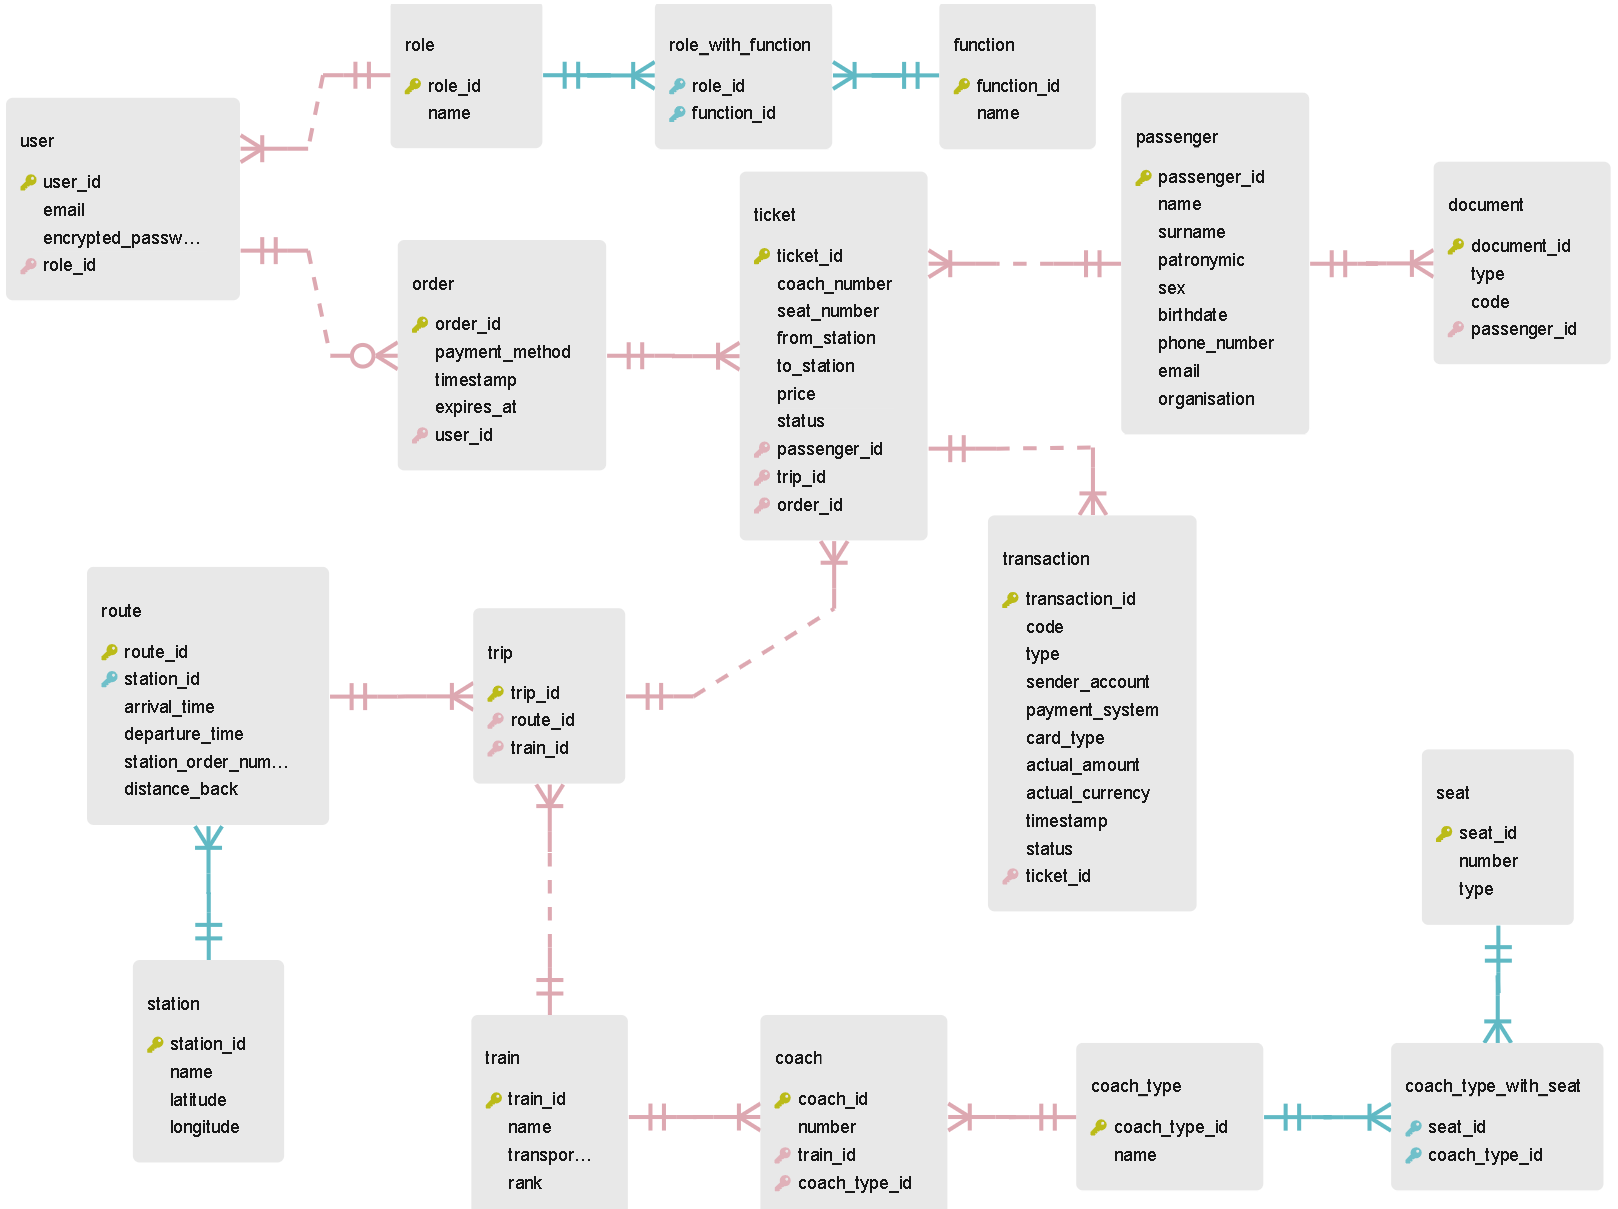 role
role_id
name
role_with_function
role_id
function_id
function
function_id
name
user
user_id
email
encrypted_passw...
role_id
passenger
passenger_id
name
surname
patronymic
sex
birthdate
phone_number
email
organisation
document
document_id
type
code
passenger_id
ticket
ticket_id
coach_number
seat_number
from_station
to_station
price
status
passenger_id
trip_id
order_id
order
order_id
payment_method
timestamp
expires_at
user_id
transaction
transaction_id
code
type
sender_account
payment_system
card_type
actual_amount
actual_currency
timestamp
status
ticket_id
route
route_id
station_id
arrival_time
departure_time
station_order_num...
distance_back
trip
trip_id
route_id
train_id
seat
seat_id
number
type
station
station_id
name
latitude
longitude
train
train_id
name
transpor...
rank
coach
coach_id
number
train_id
coach_type_id
coach_type
coach_type_id
name
coach_type_with_seat
seat_id
coach_type_id